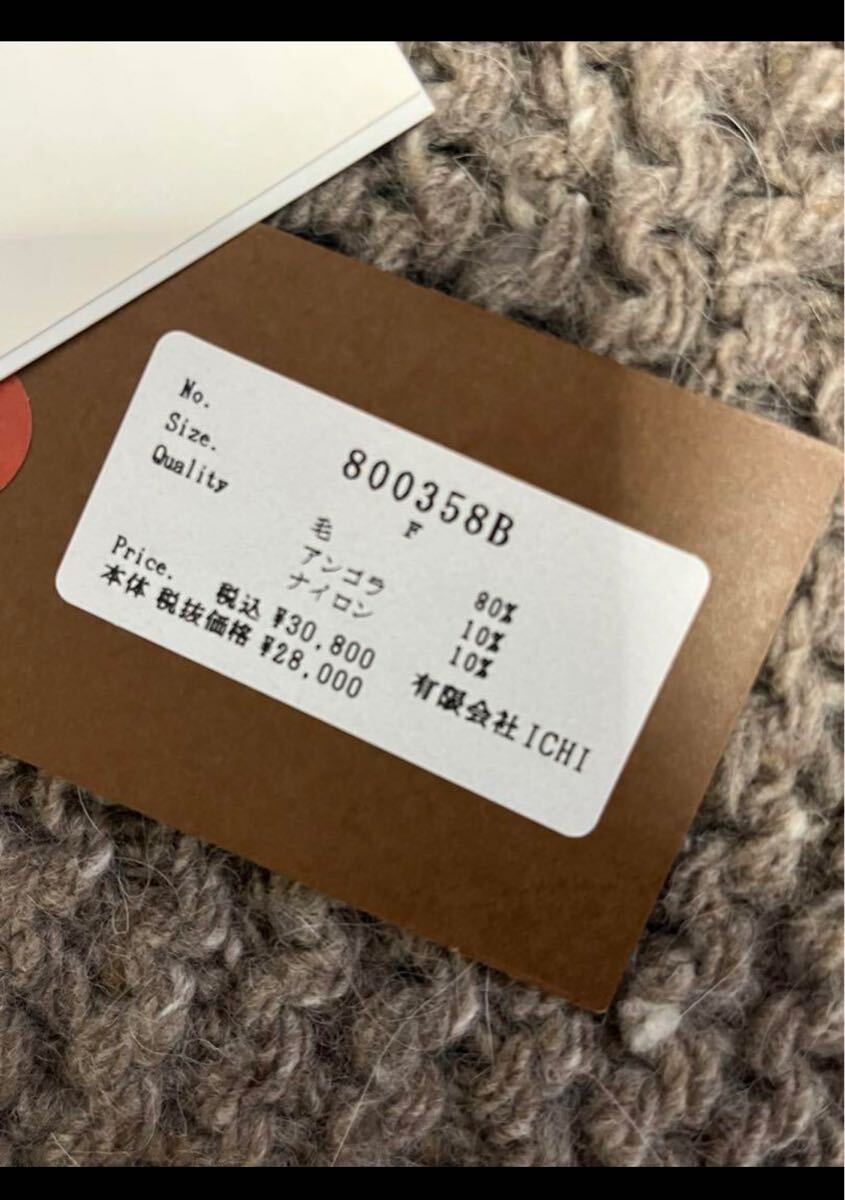 No. 800358B
Size. F
Quality 毛 80%
アンゴラ 10%
ナイロン 10%
Price. 税込 ¥30,800
本体 税抜価格 ¥28,000
有限会社ICHI